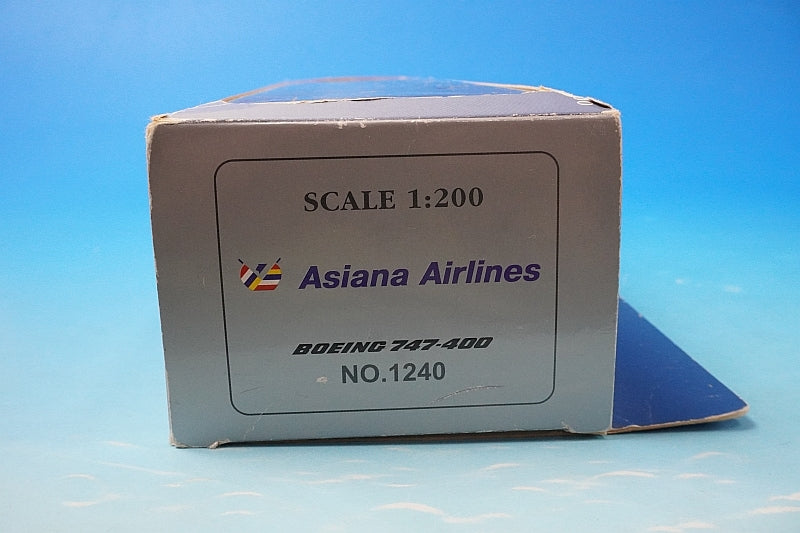 SCALE 1:200
Asiana Airlines
BOEING 747-400
NO.1240